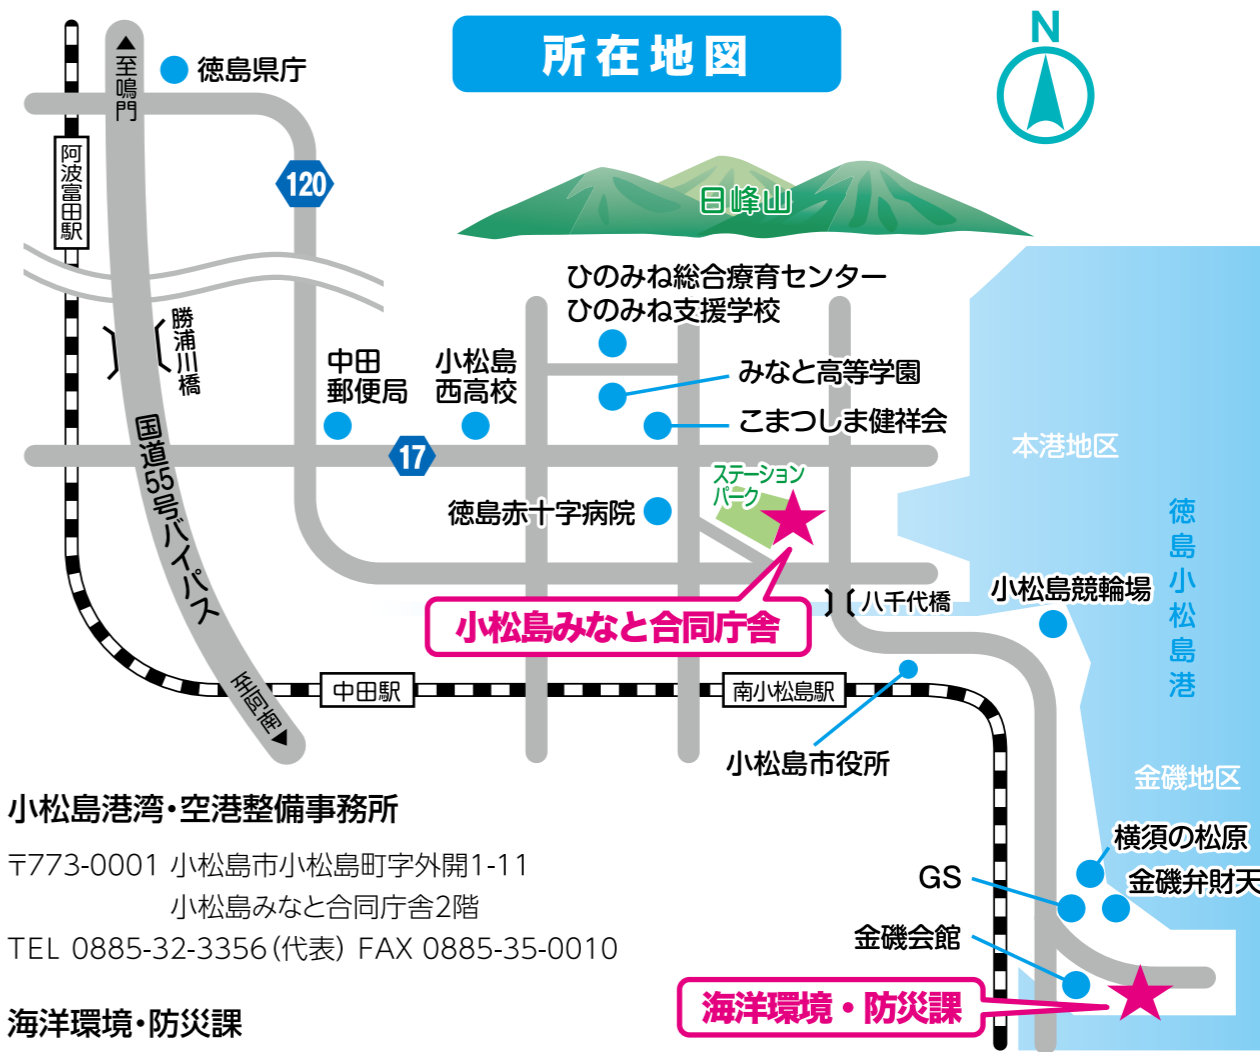 所在地図
N
▲至鳴門
徳島県庁
阿波富田駅
120
日峰山
ひのみね総合療育センター
ひのみね支援学校
勝浦川橋
中田
郵便局
小松島
西高校
みなと高等学園
こまつしま健祥会
国道55号バイパス
17
本港地区
ステーション
パーク
徳島赤十字病院
徳島小松島港
小松島みなと合同庁舎
八千代橋
小松島競輪場
至阿南▼
中田駅
南小松島駅
小松島市役所
金磯地区
小松島港湾・空港整備事務所
横須の松原
〒773-0001 小松島市小松島町字外開1-11
GS
金磯弁財天
小松島みなと合同庁舎2階
金磯会館
TEL 0885-32-3356(代表) FAX 0885-35-0010
海洋環境・防災課
海洋環境・防災課